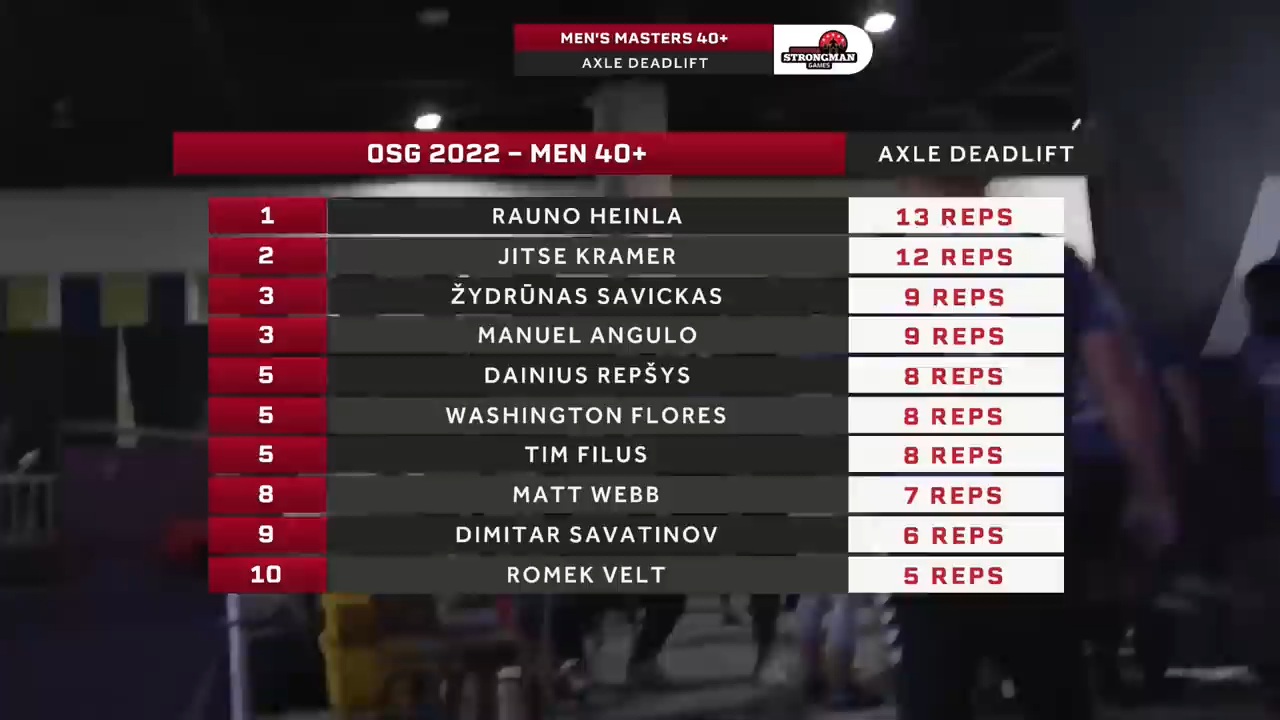 MEN'S MASTERS 40+
AXLE DEADLIFT
STRONGMAN
GAMES
OSG 2022 – MEN 40+ AXLE DEADLIFT
1 RAUNO HEINLA 13 REPS
2 JITSE KRAMER 12 REPS
3 ŽYDRŪNAS SAVICKAS 9 REPS
3 MANUEL ANGULO 9 REPS
5 DAINIUS REPŠYS 8 REPS
5 WASHINGTON FLORES 8 REPS
5 TIM FILUS 8 REPS
8 MATT WEBB 7 REPS
9 DIMITAR SAVATINOV 6 REPS
10 ROMEK VELT 5 REPS